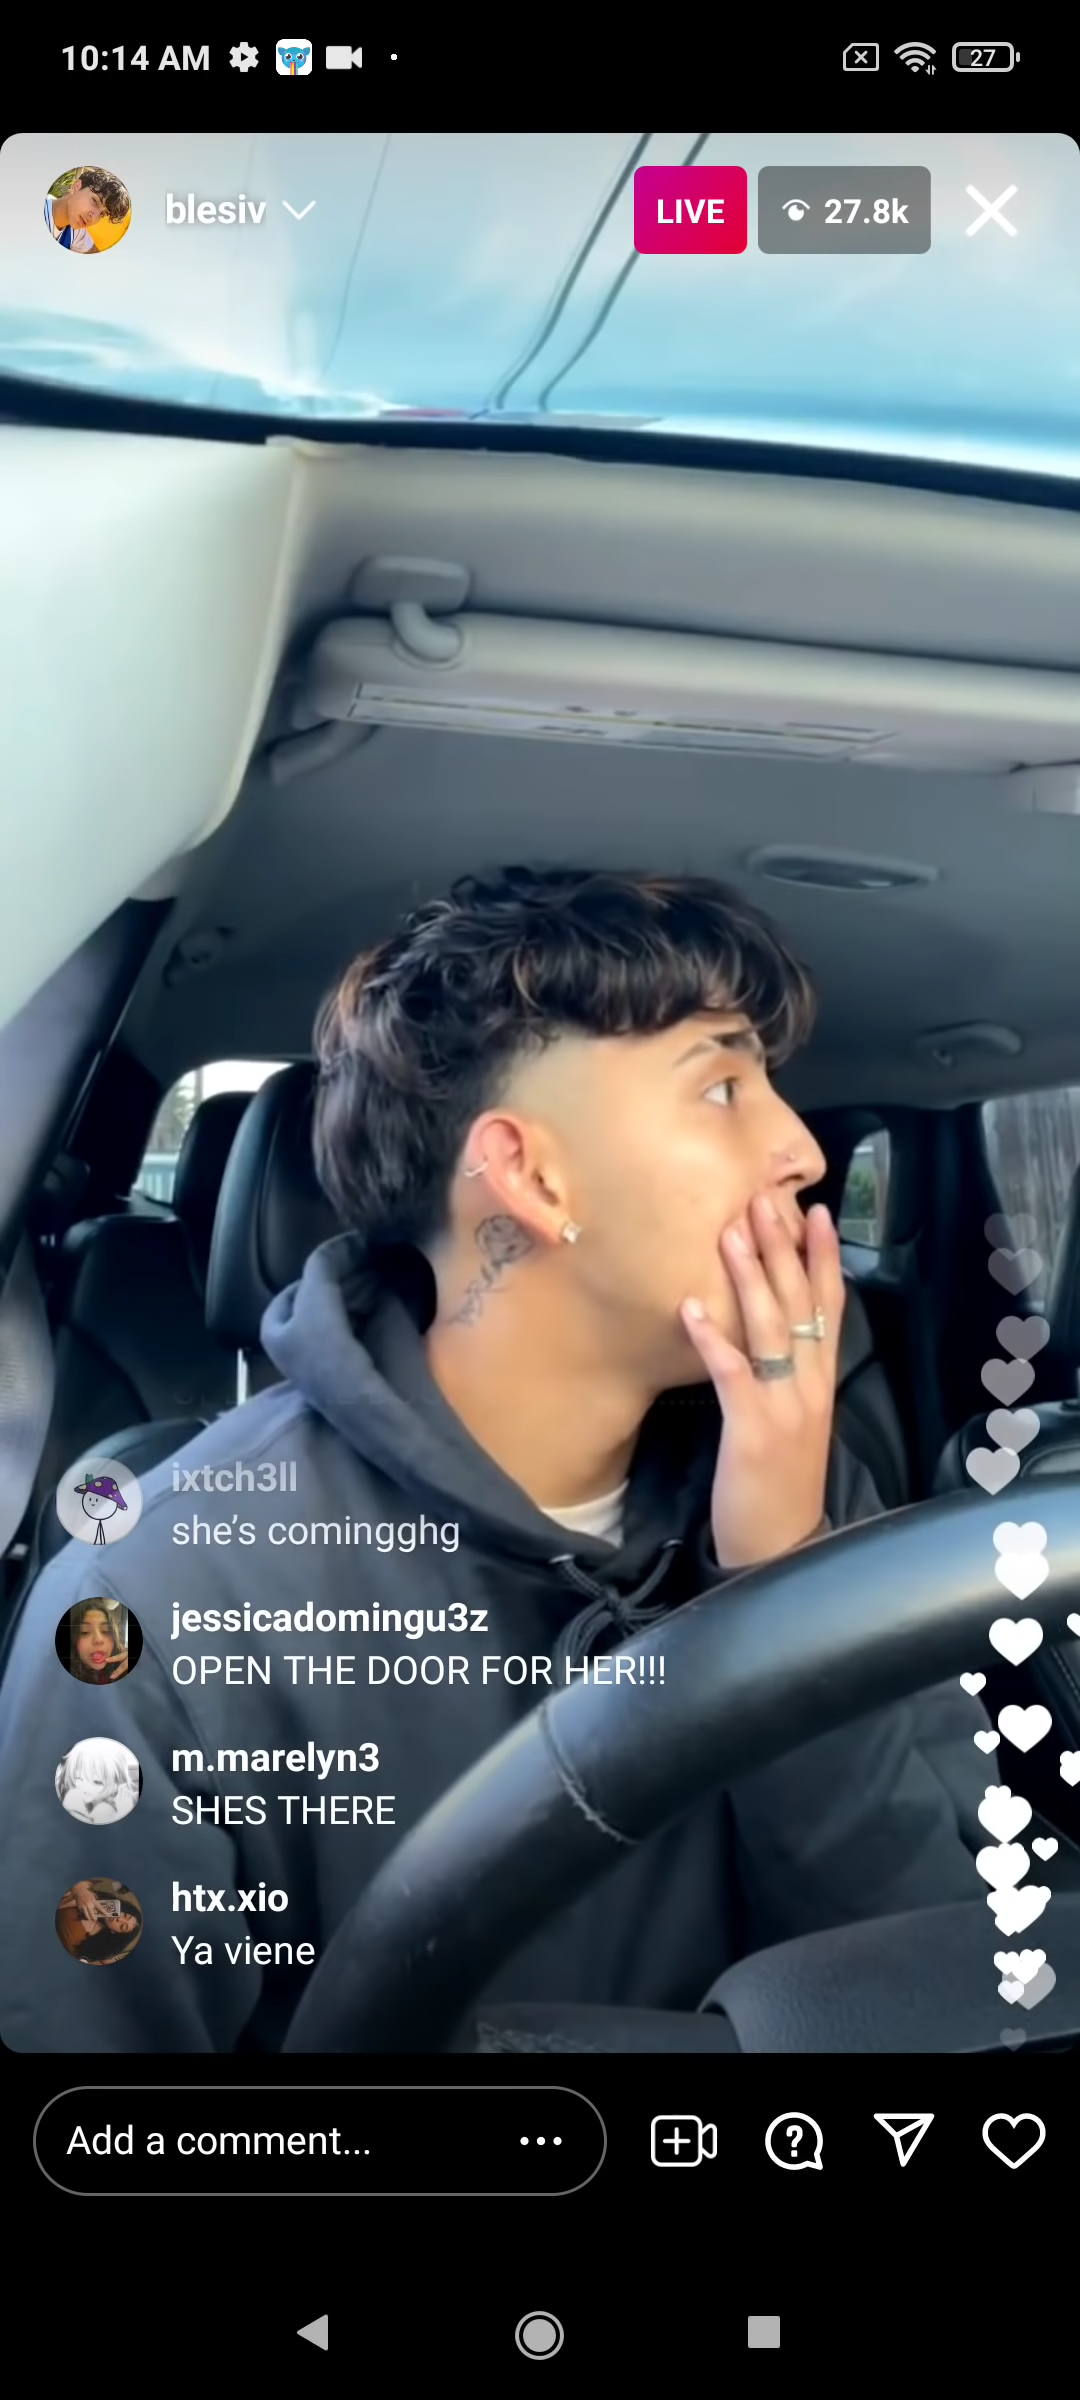 10:14 AM
27
blesiv
LIVE
27.8k
ixtch3ll
she’s comingghg
jessicadomingu3z
OPEN THE DOOR FOR HER!!!
m.marelyn3
SHES THERE
htx.xio
Ya viene
Add a comment...